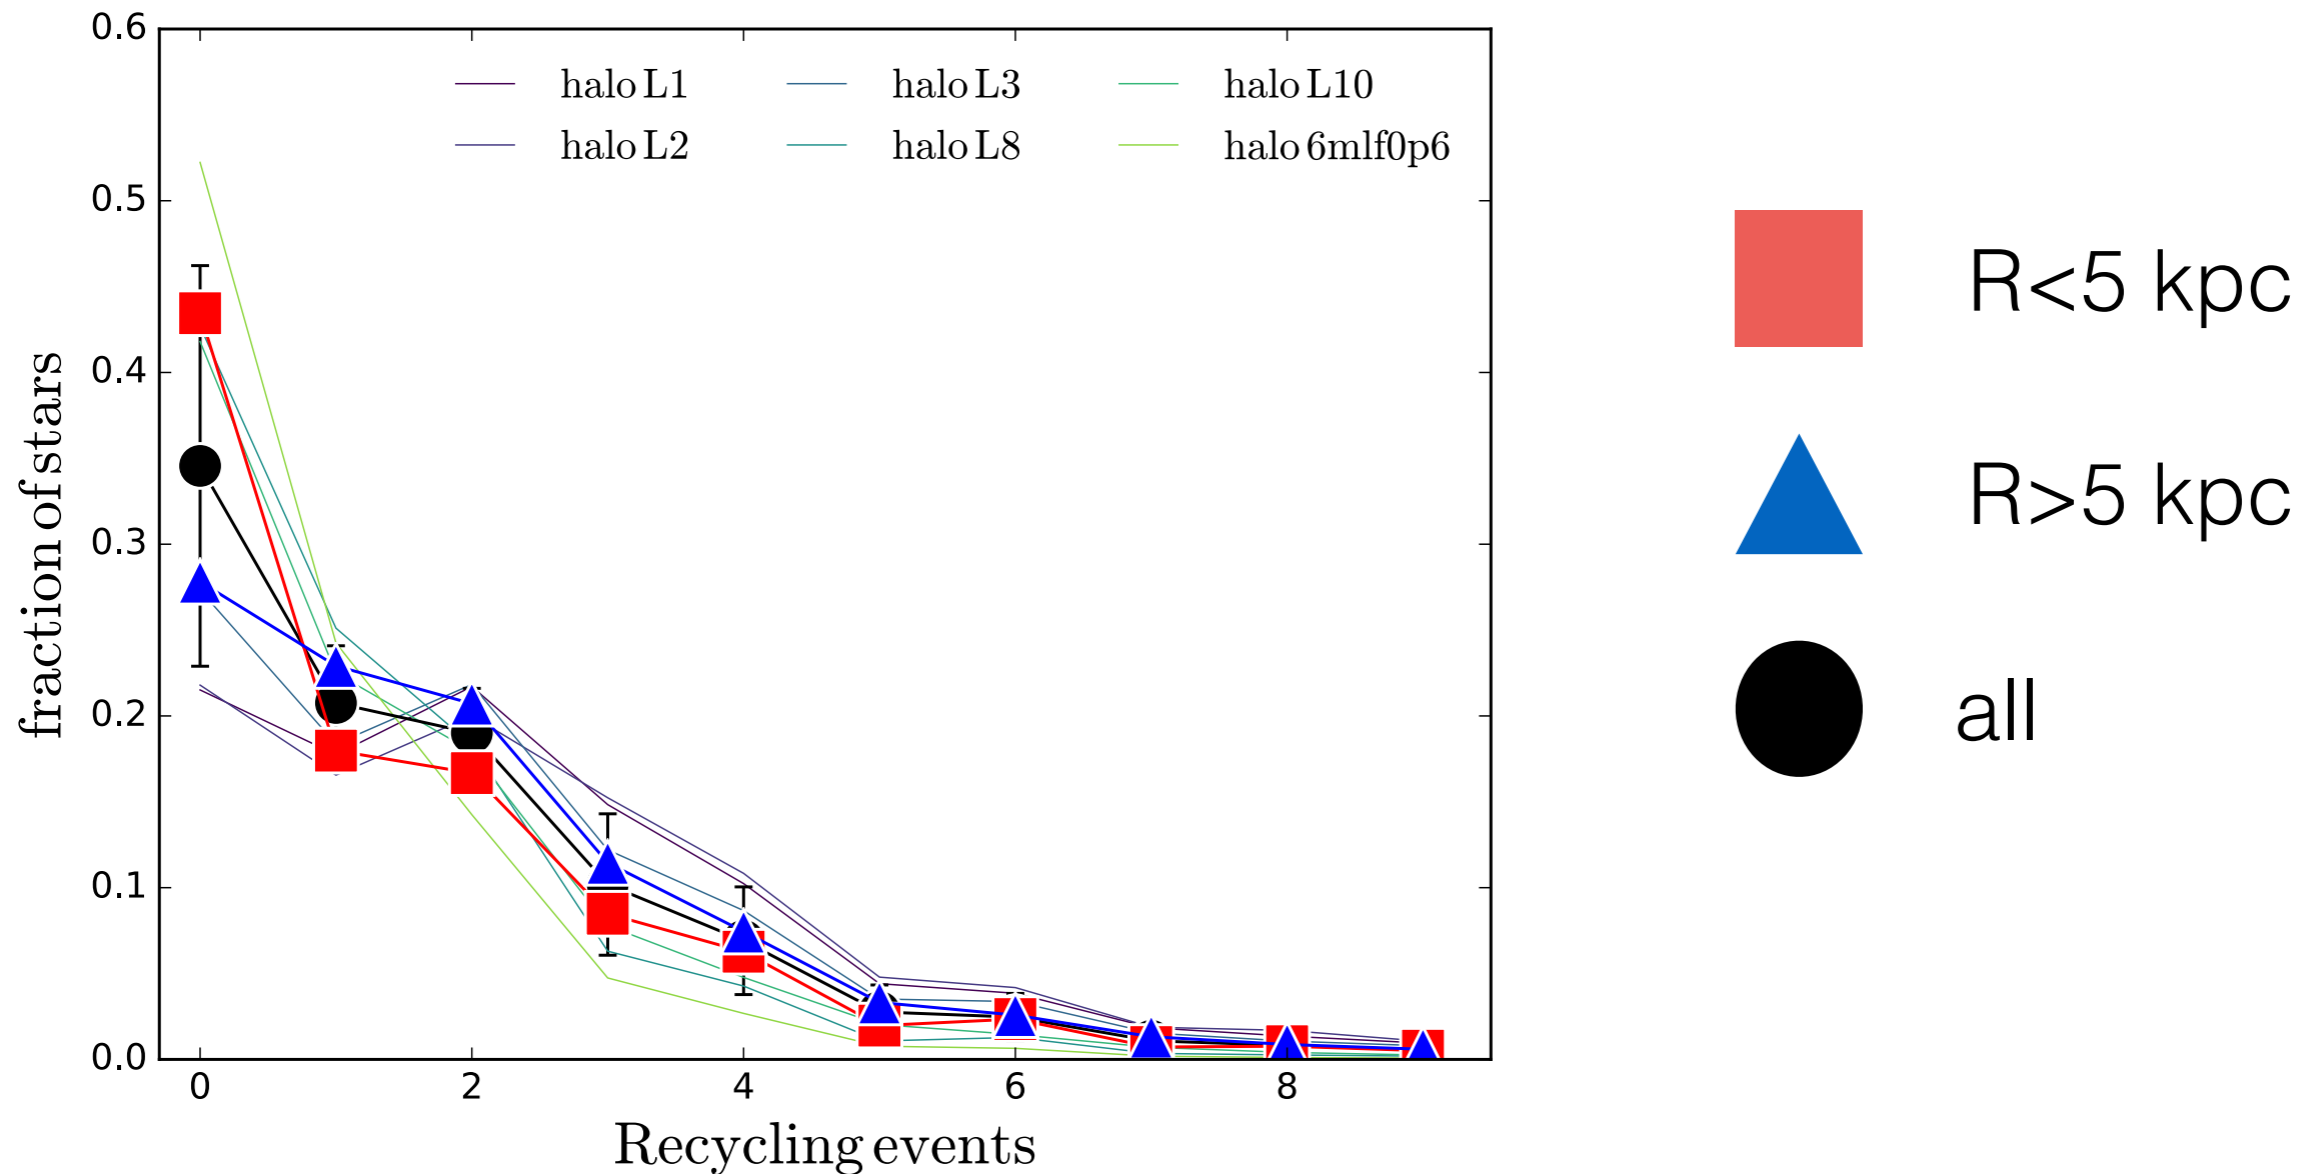 0.6
0.5
0.4
0.3
0.2
0.1
0.0
fraction of stars
halo L1
halo L2
halo L3
halo L8
halo L10
halo 6mlf0p6
0 2 4 6 8
Recycling events
R<5 kpc
R>5 kpc
all